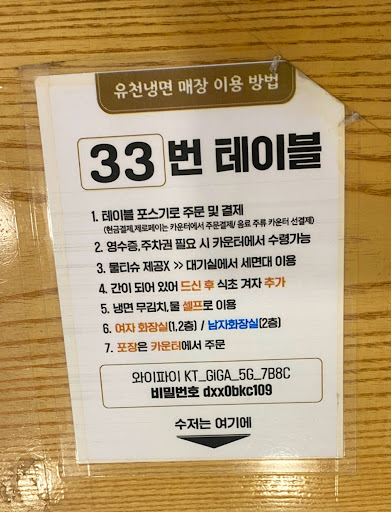 유천냉면 매장 이용 방법
33번 테이블
1. 테이블 포스기로 주문 및 결제
(현금결제,제로페이는 카운터에서 주문결제/ 음료 주류 카운터 선결제)
2. 영수증,주차권 필요 시 카운터에서 수령가능
3. 물티슈 제공X >> 대기실에서 세면대 이용
4. 간이 되어 있어 드신 후 식초 겨자 추가
5. 냉면 무김치,물 셀프로 이용
6. 여자 화장실(1,2층) / 남자화장실(2층)
7. 포장은 카운터에서 주문
와이파이 KT_GiGA_5G_7B8C
비밀번호 dxx0bkc109
수저는 여기에